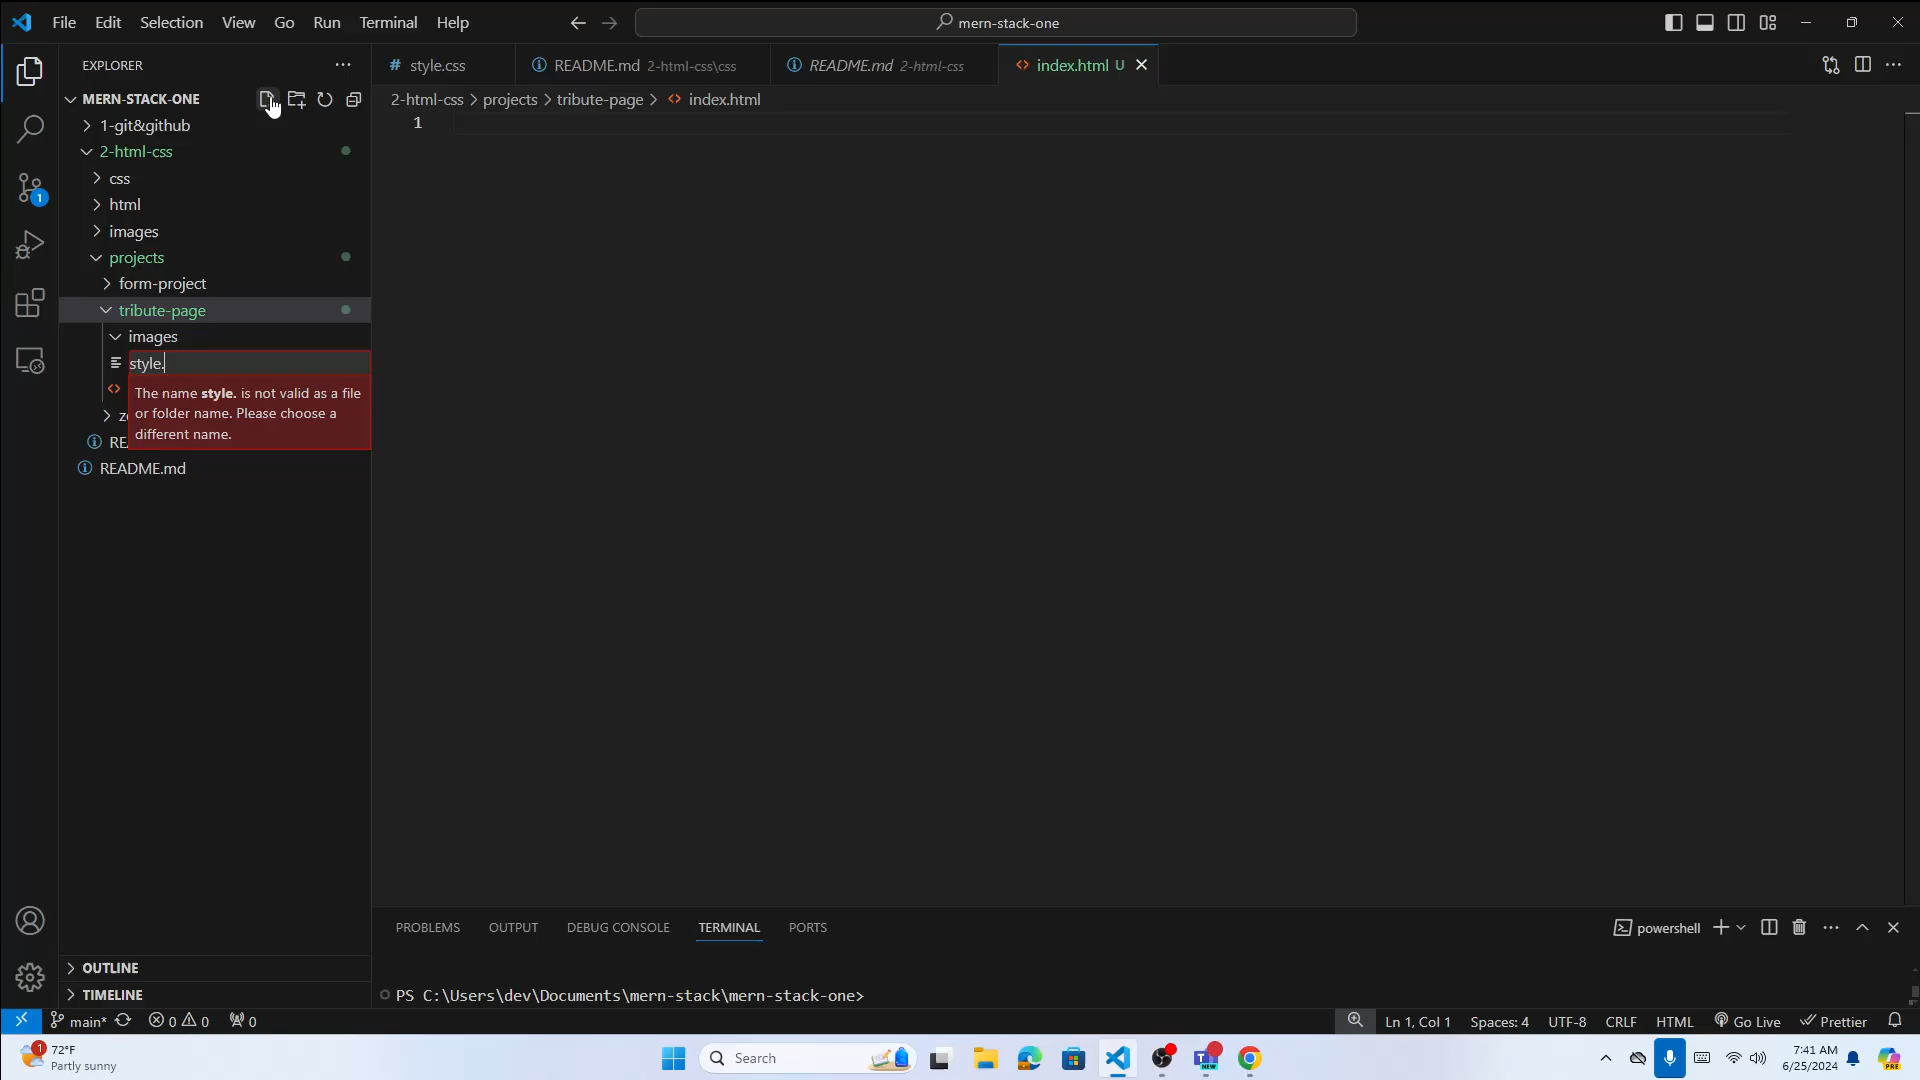 File Edit Selection View Go Run Terminal Help
mern-stack-one
EXPLORER
MERN-STACK-ONE
1-git&github
2-html-css
css
html
images
projects
form-project
tribute-page
images
style.
The name style. is not valid as a file
or folder name. Please choose a
different name.
README.md
OUTLINE
TIMELINE
# style.css
README.md 2-html-css\css
README.md 2-html-css
index.html U
2-html-css > projects > tribute-page > index.html
1
PROBLEMS OUTPUT DEBUG CONSOLE TERMINAL PORTS
powershell
PS C:\Users\dev\Documents\mern-stack\mern-stack-one>
main* 0 0 0
Ln 1, Col 1 Spaces: 4 UTF-8 CRLF HTML Go Live Prettier
1
72°F
Partly sunny
Search
NEW
7:41 AM
6/25/2024
PRE